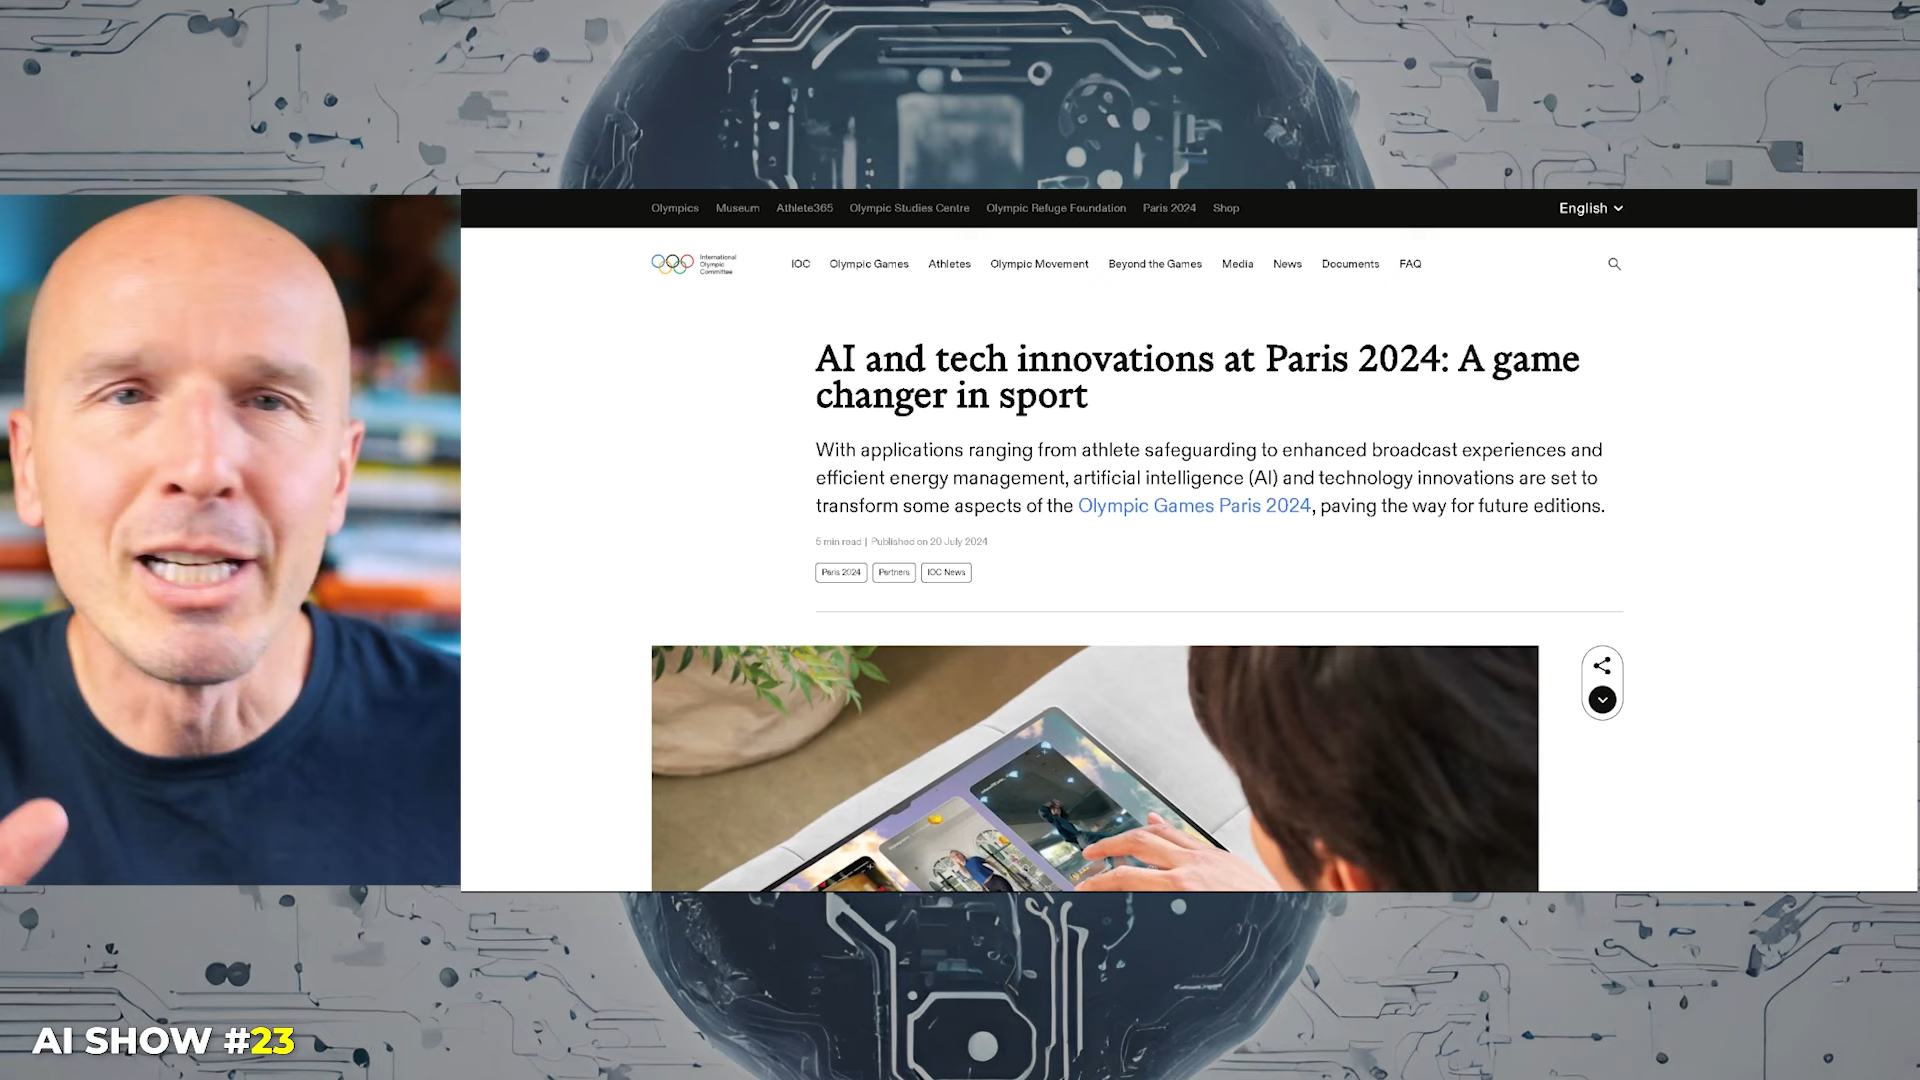 Olympics Museum Athlete365 Olympic Studies Centre Olympic Refuge Foundation Paris 2024 Shop English
International
Olympic
Committee
IOC Olympic Games Athletes Olympic Movement Beyond the Games Media News Documents FAQ
AI and tech innovations at Paris 2024: A game
changer in sport
With applications ranging from athlete safeguarding to enhanced broadcast experiences and
efficient energy management, artificial intelligence (AI) and technology innovations are set to
transform some aspects of the Olympic Games Paris 2024, paving the way for future editions.
5 min read | Published on 20 July 2024
Paris 2024 Partners IOC News
AI SHOW #23